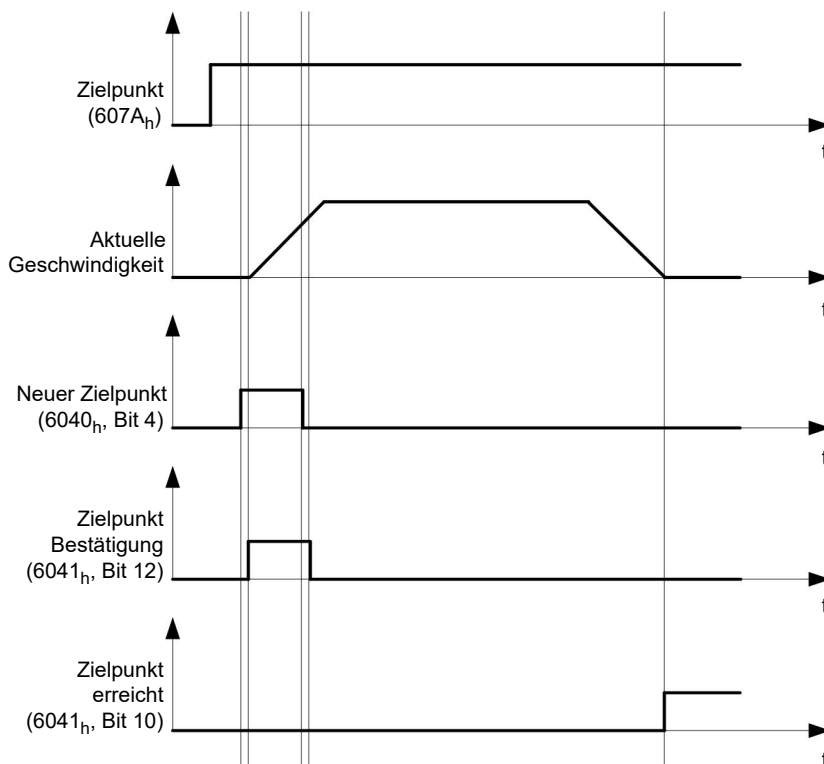 Zielpunkt
(607Ah)
t
Aktuelle
Geschwindigkeit
t
Neuer Zielpunkt
(6040h, Bit 4)
t
Zielpunkt
Bestätigung
(6041h, Bit 12)
t
Zielpunkt
erreicht
(6041h, Bit 10)
t